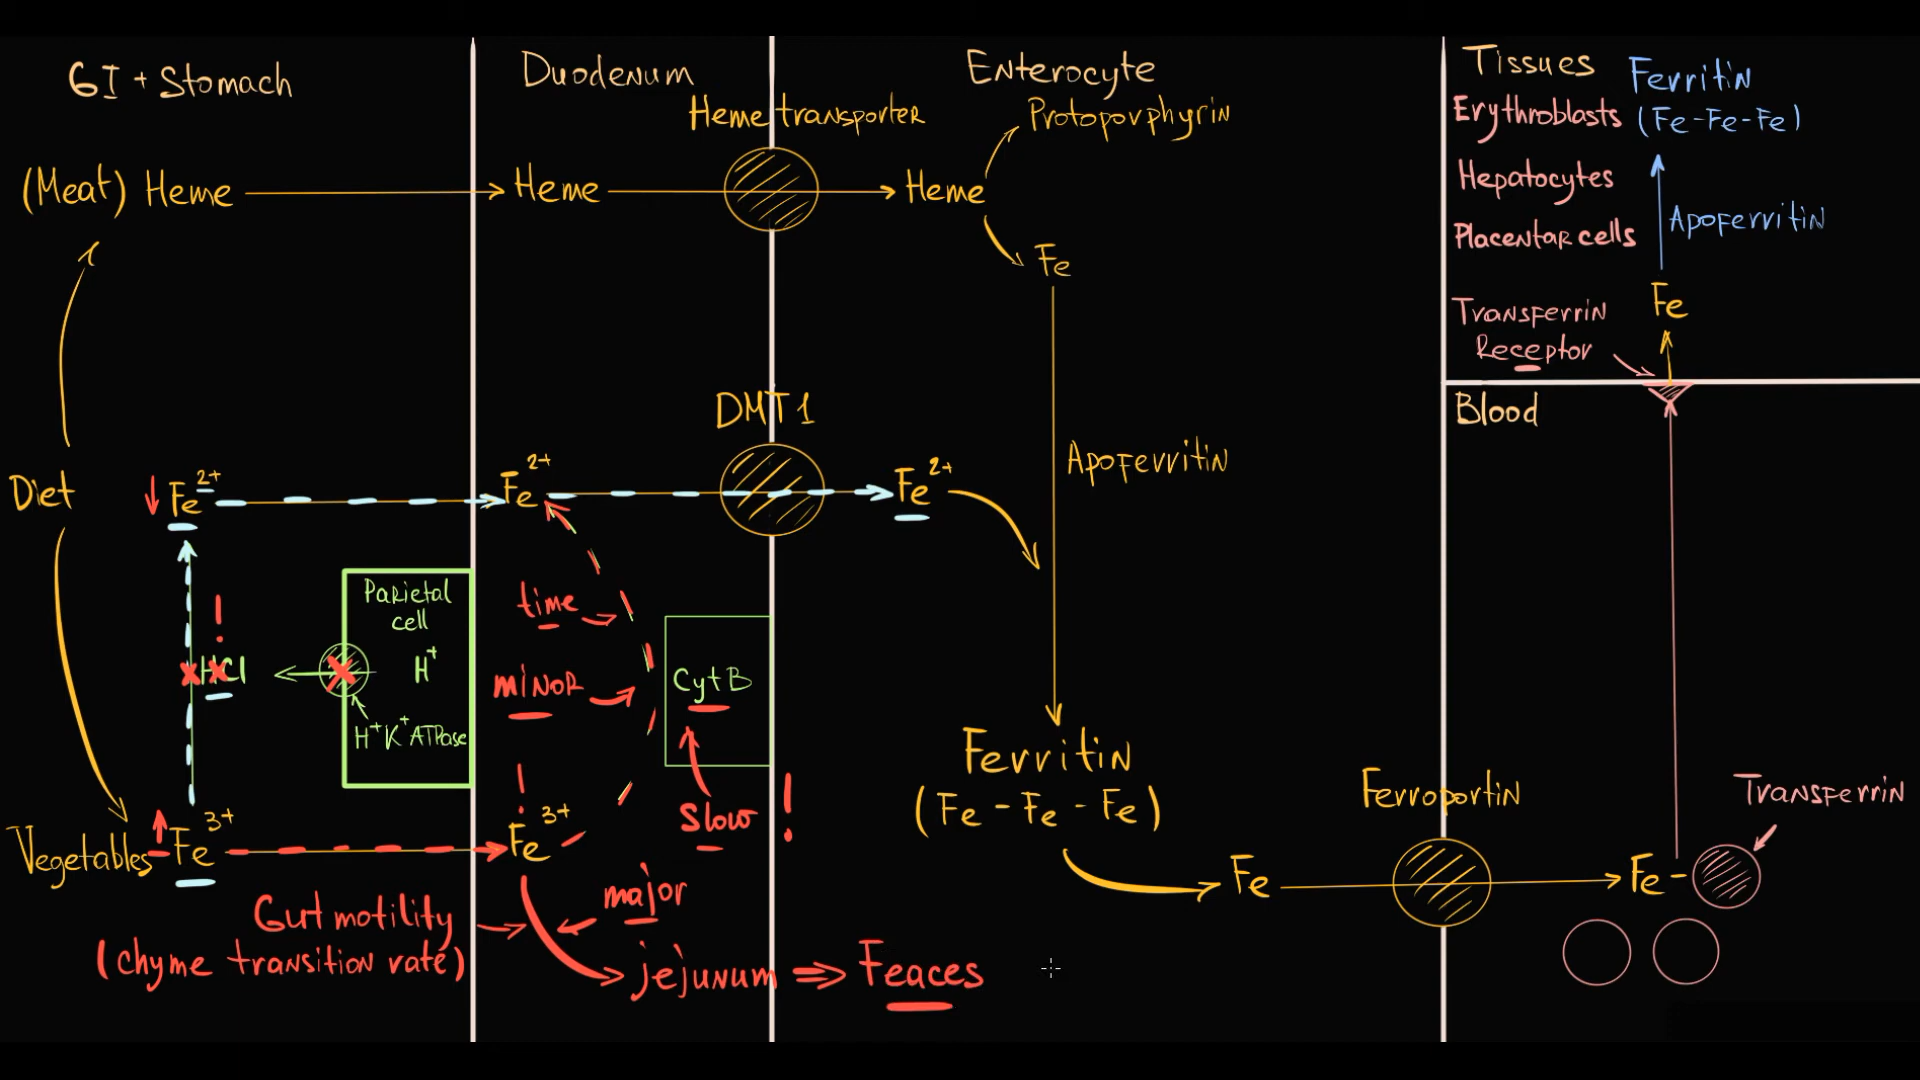 GI + Stomach
Duodenum
Enterocyte
Tissues
Ferritin
(Fe-Fe-Fe)
Erythroblasts
Hepatocytes
Placentar cells
Apoferritin
Fe
Transferrin
Receptor
Blood
Heme transporter
Protoporphyrin
(Meat) Heme
Heme
Heme
Fe
DMT1
Diet
Fe2+
Fe2+
Fe2+
Apoferritin
Parietal
cell
H+
H+K+ATPase
!
HCl
time
minor
CytB
slow
!
!
Vegetables
Fe3+
Fe3+
Gut motility
(chyme transition rate)
major
jejunum ⇒ Feaces
Ferritin
(Fe - Fe - Fe)
Fe
Ferroportin
Fe-
Transferrin